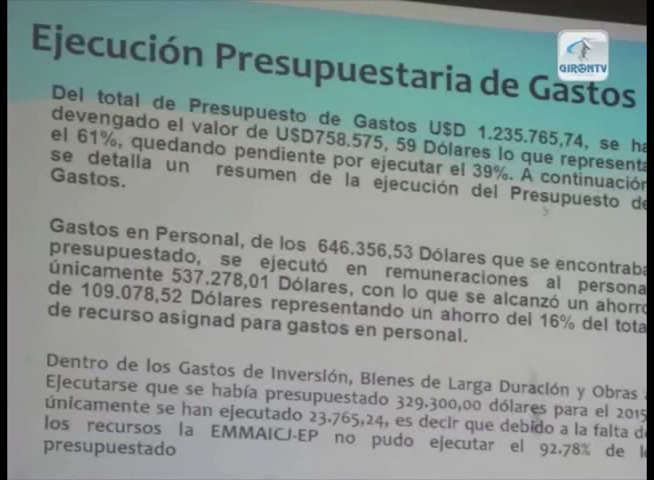 Ejecución Presupuestaria de Gastos
GIRONTV
Del total de Presupuesto de Gastos U$D 1.235.765,74, se ha
devengado el valor de U$D758.575, 59 Dólares lo que representa
el 61%, quedando pendiente por ejecutar el 39%. A continuación
se detalla un resumen de la ejecución del Presupuesto de
Gastos.
Gastos en Personal, de los 646.356,53 Dólares que se encontraba
presupuestado, se ejecutó en remuneraciones al persona
únicamente 537.278,01 Dólares, con lo que se alcanzó un ahorro
de 109.078,52 Dólares representando un ahorro del 16% del tota
de recurso asignad para gastos en personal.
Dentro de los Gastos de Inversión, Bienes de Larga Duración y Obras
Ejecutarse que se había presupuestado 329.300,00 dólares para el 2015
únicamente se han ejecutado 23.765,24, es decir que debido a la falta de
los recursos la EMMAICJ-EP no pudo ejecutar el 92.78% de lo
presupuestado